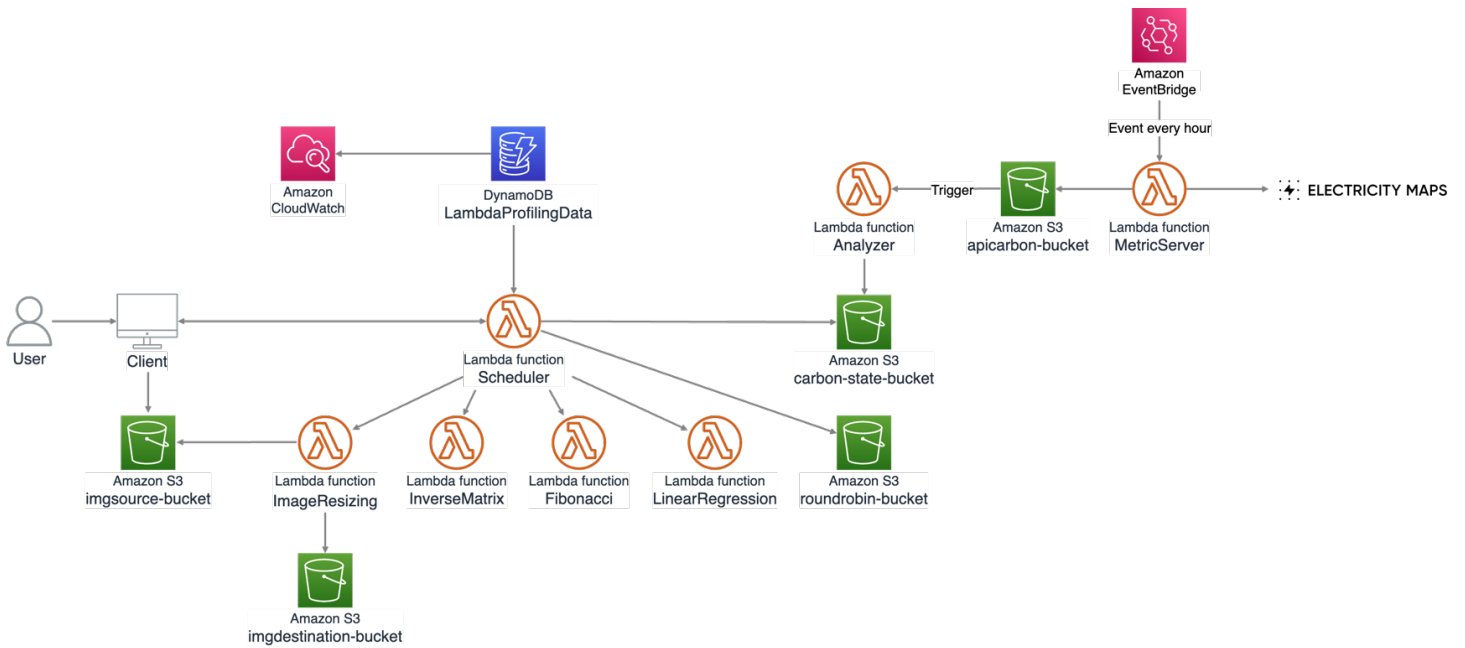 Amazon
EventBridge
Event every hour
Amazon
CloudWatch
DynamoDB
LambdaProfilingData
Trigger
ELECTRICITY MAPS
Lambda function
Analyzer
Amazon S3
apicarbon-bucket
Lambda function
MetricServer
User
Client
Lambda function
Scheduler
Amazon S3
carbon-state-bucket
Amazon S3
imgsource-bucket
Lambda function
ImageResizing
Lambda function
InverseMatrix
Lambda function
Fibonacci
Lambda function
LinearRegression
Amazon S3
roundrobin-bucket
Amazon S3
imgdestination-bucket